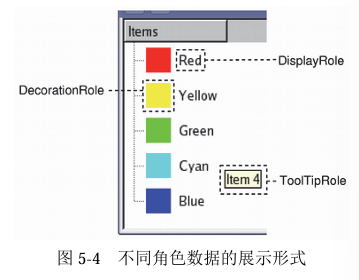 Items
Red
DisplayRole
DecorationRole
Yellow
Green
Cyan
Item 4
ToolTipRole
Blue
图 5-4 不同角色数据的展示形式